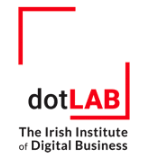 dotLAB
The Irish Institute
of Digital Business